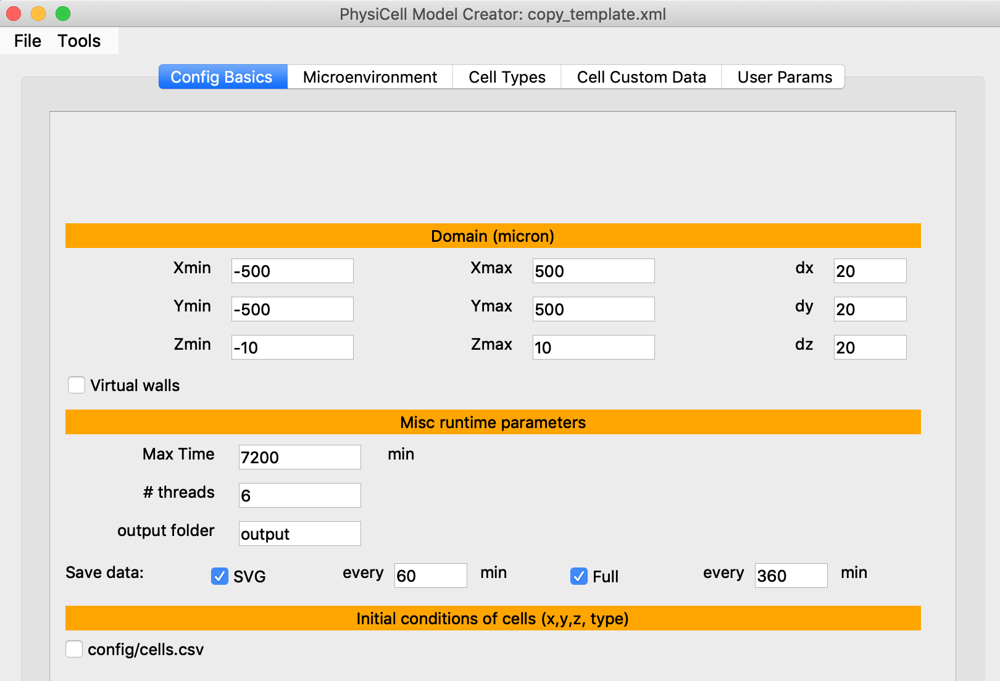 PhysiCell Model Creator: copy_template.xml
File Tools
Config Basics Microenvironment Cell Types Cell Custom Data User Params
Domain (micron)
Xmin -500 Xmax 500 dx 20
Ymin -500 Ymax 500 dy 20
Zmin -10 Zmax 10 dz 20
Virtual walls
Misc runtime parameters
Max Time 7200 min
# threads 6
output folder output
Save data: SVG every 60 min Full every 360 min
Initial conditions of cells (x,y,z, type)
config/cells.csv